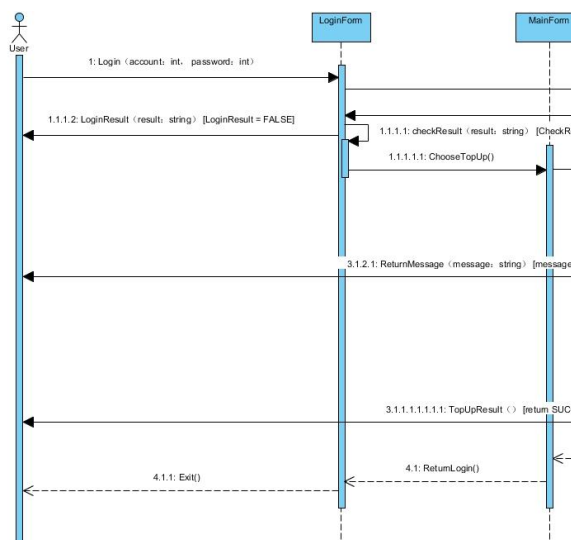 LoginForm
MainForm
User
1: Login（account：int， password：int）
1.1.1.2: LoginResult（result：string） [LoginResult = FALSE]
1.1.1.1: checkResult（result：string） [CheckR
1.1.1.1.1: ChooseTopUp()
3.1.2.1: ReturnMessage（message：string） [message
3.1.1.1.1.1.1.1: TopUpResult（） [return SUC
4.1: ReturnLogin()
4.1.1: Exit()